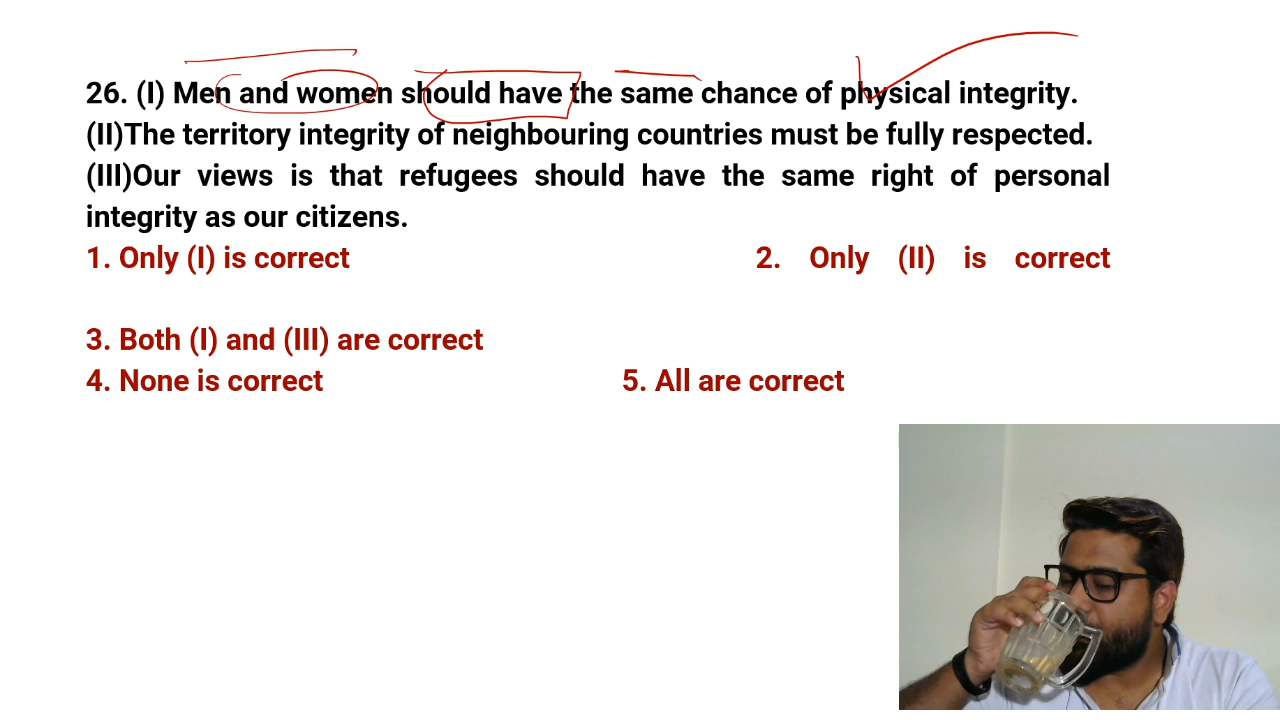 26. (I) Men and women should have the same chance of physical integrity.
(II)The territory integrity of neighbouring countries must be fully respected.
(III)Our views is that refugees should have the same right of personal
integrity as our citizens.
1. Only (I) is correct 2. Only (II) is correct
3. Both (I) and (III) are correct
4. None is correct 5. All are correct